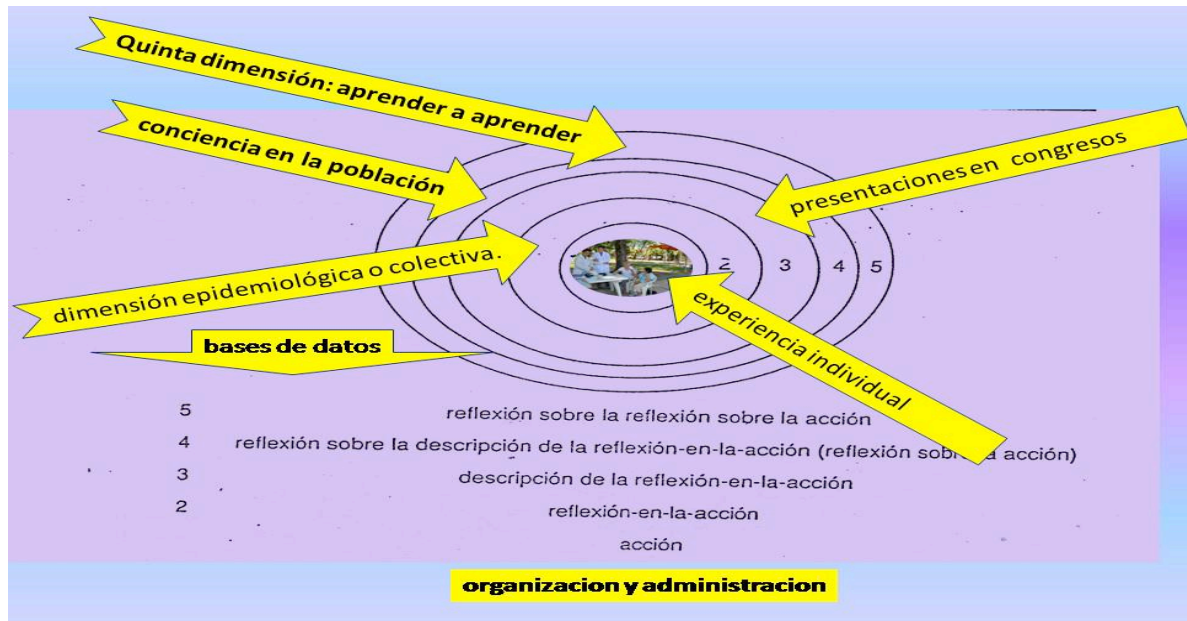 Quinta dimensión: aprender a aprender
conciencia en la población
presentaciones en congresos
dimensión epidemiológica o colectiva.
2 3 4 5
experiencia individual
bases de datos
5 reflexión sobre la reflexión sobre la acción
4 reflexión sobre la descripción de la reflexión-en-la-acción (reflexión sobre la acción)
3 descripción de la reflexión-en-la-acción
2 reflexión-en-la-acción
acción
organizacion y administracion